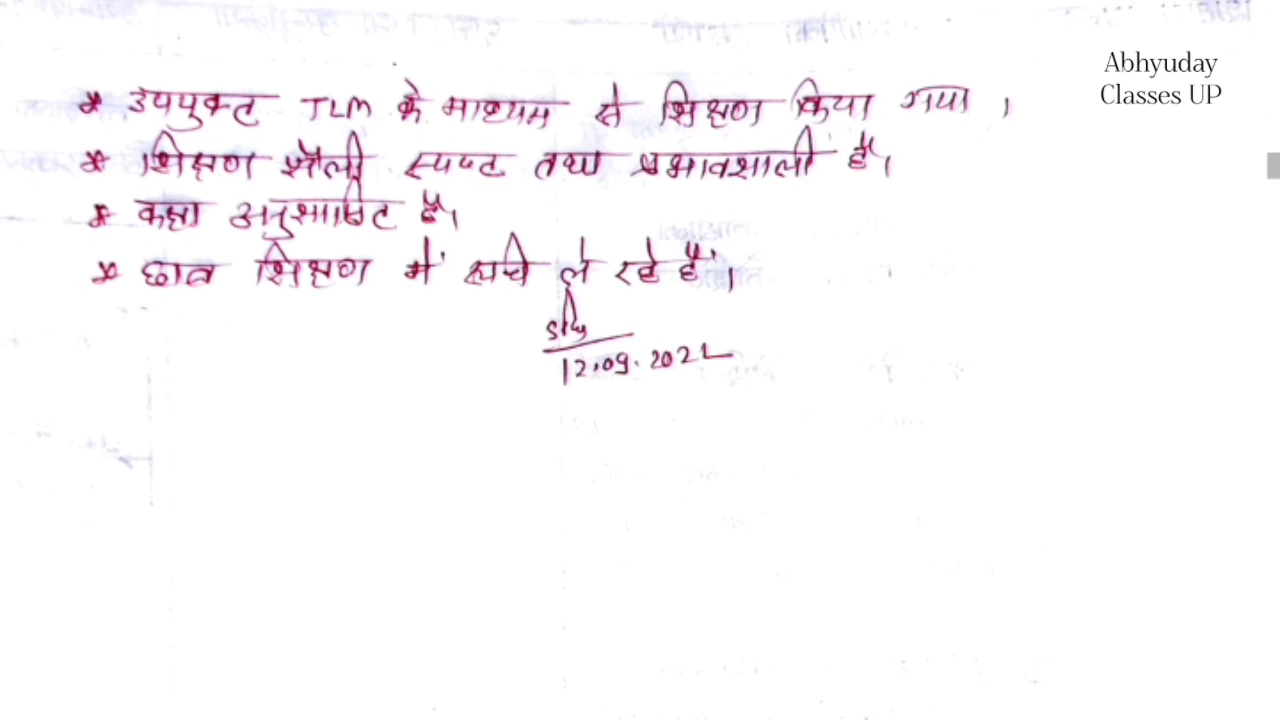 Abhyuday
Classes UP
* उपयुक्त TLM के माध्यम से शिक्षण किया गया ।
* शिक्षण शैली स्पष्ट तथा प्रभावशाली है।
* कक्षा अनुशासित है।
* छात्र शिक्षण में रूचि ले रहे हैं।
12.09.2021